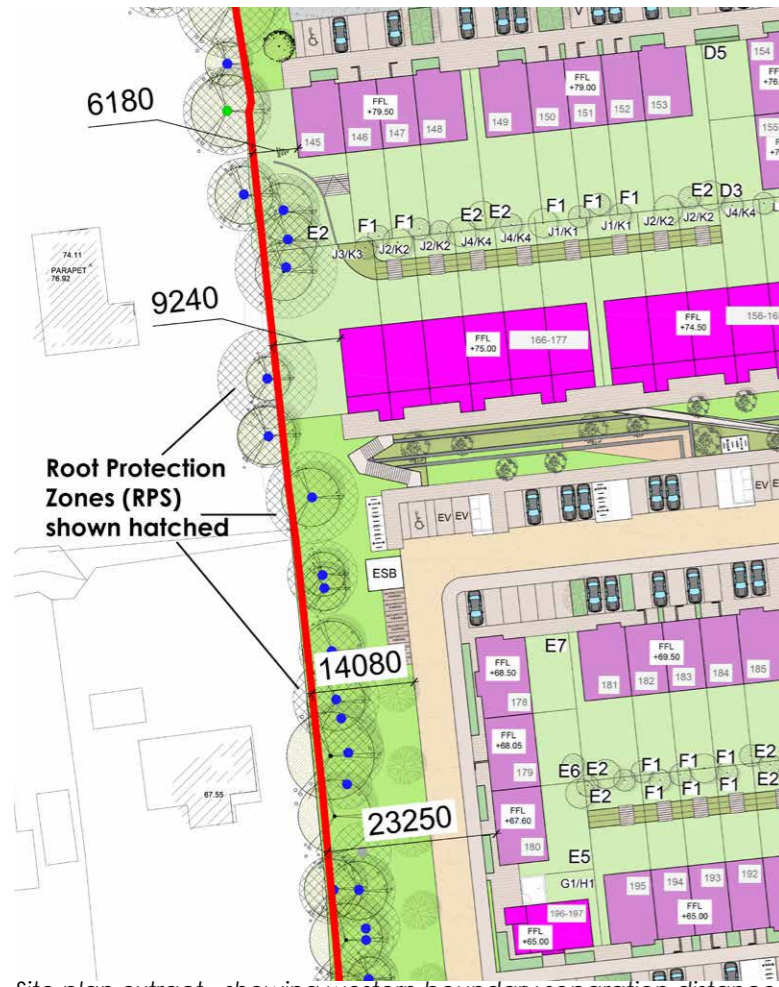 V
D5
154
6180
FFL
+79.50
FFL
+79.00
145
146
147
148
149
150
151
152
153
155
E2
F1
F1
E2
E2
F1
F1
F1
E2
D3
J3/K3
J2/K2
J2/K2
J4/K4
J4/K4
J1/K1
J1/K1
J2/K2
J2/K2
J4/K4
74.11
PARAPET
76.92
9240
FFL
+75.00
166-177
FFL
+74.50
Root Protection
Zones (RPS)
shown hatched
EV
EV
EV
ESB
E7
FFL
+68.50
178
FFL
+69.50
181
182
183
184
185
14080
FFL
+68.05
179
E6
E2
F1
F1
F1
E2
E2
F1
F1
F1
E2
67.55
23250
FFL
+67.60
180
E5
G1/H1
195
194
193
192
FFL
+65.00
196-197
FFL
+65.00